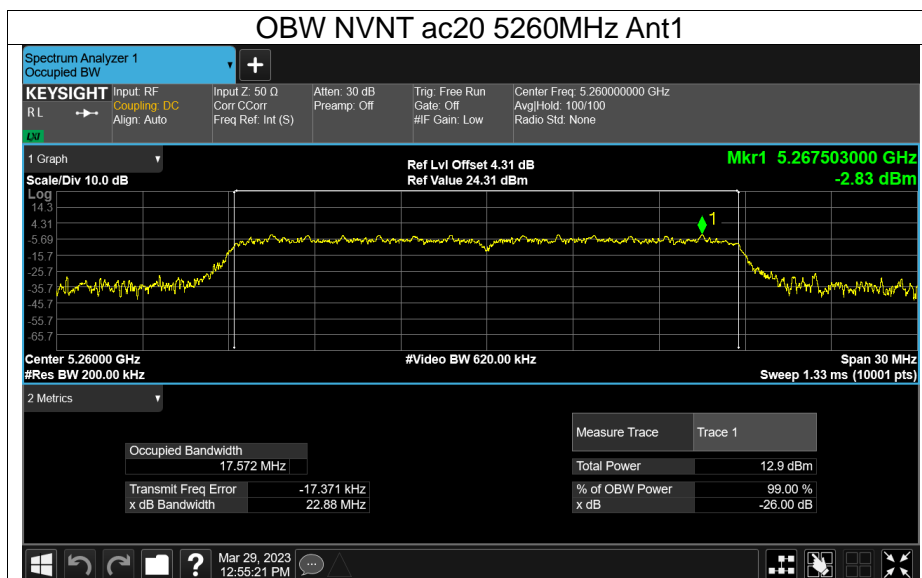 OBW NVNT ac20 5260MHz Ant1
Spectrum Analyzer 1
Occupied BW
+
KEYSIGHT
R L
LXI
Input: RF
Coupling: DC
Align: Auto
Input Z: 50 Ω
Corr CCorr
Freq Ref: Int (S)
Atten: 30 dB
Preamp: Off
Trig: Free Run
Gate: Off
#IF Gain: Low
Center Freq: 5.260000000 GHz
Avg|Hold: 100/100
Radio Std: None
1 Graph
Scale/Div 10.0 dB
Ref Lvl Offset 4.31 dB
Ref Value 24.31 dBm
Mkr1 5.267503000 GHz
-2.83 dBm
Log
14.3
4.31
-5.69
-15.7
-25.7
-35.7
-45.7
-55.7
-65.7
1
Center 5.26000 GHz
#Res BW 200.00 kHz
#Video BW 620.00 kHz
Span 30 MHz
Sweep 1.33 ms (10001 pts)
2 Metrics
Occupied Bandwidth
17.572 MHz
Transmit Freq Error -17.371 kHz
x dB Bandwidth 22.88 MHz
Measure Trace Trace 1
Total Power 12.9 dBm
% of OBW Power 99.00 %
x dB -26.00 dB
?
Mar 29, 2023
12:55:21 PM